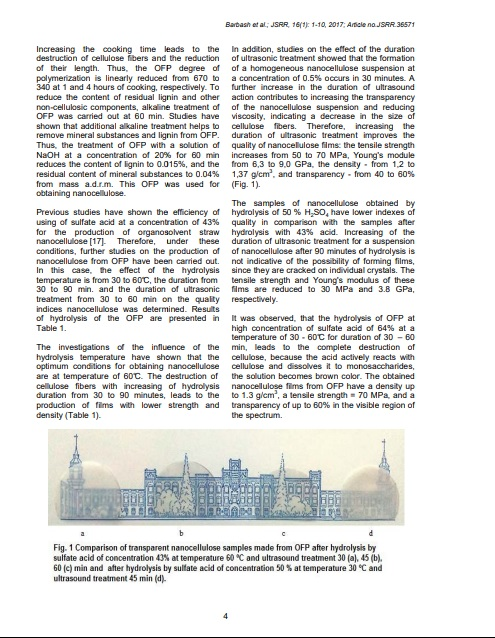 Barbash et al.; JSRR, 16(1): 1-10, 2017; Article no.JSRR.36571
Increasing the cooking time leads to the
destruction of cellulose fibers and the reduction
of their length. Thus, the OFP degree of
polymerization is linearly reduced from 670 to
340 at 1 and 4 hours of cooking, respectively. To
reduce the content of residual lignin and other
non-cellulosic components, alkaline treatment of
OFP was carried out at 60 min. Studies have
shown that additional alkaline treatment helps to
remove mineral substances and lignin from OFP.
Thus, the treatment of OFP with a solution of
NaOH at a concentration of 20% for 60 min
reduces the content of lignin to 0.015%, and the
residual content of mineral substances to 0.04%
from mass a.d.r.m. This OFP was used for
obtaining nanocellulose.
Previous studies have shown the efficiency of
using of sulfate acid at a concentration of 43%
for the production of organosolvent straw
nanocellulose [17]. Therefore, under these
conditions, further studies on the production of
nanocellulose from OFP have been carried out.
In this case, the effect of the hydrolysis
temperature is from 30 to 60℃, the duration from
30 to 90 min. and the duration of ultrasonic
treatment from 30 to 60 min on the quality
indices nanocellulose was determined. Results
of hydrolysis of the OFP are presented in
Table 1.
The investigations of the influence of the
hydrolysis temperature have shown that the
optimum conditions for obtaining nanocellulose
are at temperature of 60℃. The destruction of
cellulose fibers with increasing of hydrolysis
duration from 30 to 90 minutes, leads to the
production of films with lower strength and
density (Table 1).
In addition, studies on the effect of the duration
of ultrasonic treatment showed that the formation
of a homogeneous nanocellulose suspension at
a concentration of 0.5% occurs in 30 minutes. A
further increase in the duration of ultrasound
action contributes to increasing the transparency
of the nanocellulose suspension and reducing
viscosity, indicating a decrease in the size of
cellulose fibers. Therefore, increasing the
duration of ultrasonic treatment improves the
quality of nanocellulose films: the tensile strength
increases from 50 to 70 MPa, Young's module
from 6,3 to 9,0 GPa, the density - from 1,2 to
1,37 g/cm³, and transparency - from 40 to 60%
(Fig. 1).
The samples of nanocellulose obtained by
hydrolysis of 50 % H₂SO₄ have lower indexes of
quality in comparison with the samples after
hydrolysis with 43% acid. Increasing of the
duration of ultrasonic treatment for a suspension
of nanocellulose after 90 minutes of hydrolysis is
not indicative of the possibility of forming films,
since they are cracked on individual crystals. The
tensile strength and Young's modulus of these
films are reduced to 30 MPa and 3.8 GPa,
respectively.
It was observed, that the hydrolysis of OFP at
high concentration of sulfate acid of 64% at a
temperature of 30 - 60℃ for duration of 30 – 60
min, leads to the complete destruction of
cellulose, because the acid actively reacts with
cellulose and dissolves it to monosaccharides,
the solution becomes brown color. The obtained
nanocellulose films from OFP have a density up
to 1.3 g/cm³, a tensile strength = 70 MPa, and a
transparency of up to 60% in the visible region of
the spectrum.
a b c d
Fig. 1 Comparison of transparent nanocellulose samples made from OFP after hydrolysis by
sulfate acid of concentration 43% at temperature 60 ºC and ultrasound treatment 30 (a), 45 (b),
60 (c) min and after hydrolysis by sulfate acid of concentration 50 % at temperature 30 ºC and
ultrasound treatment 45 min (d).
4